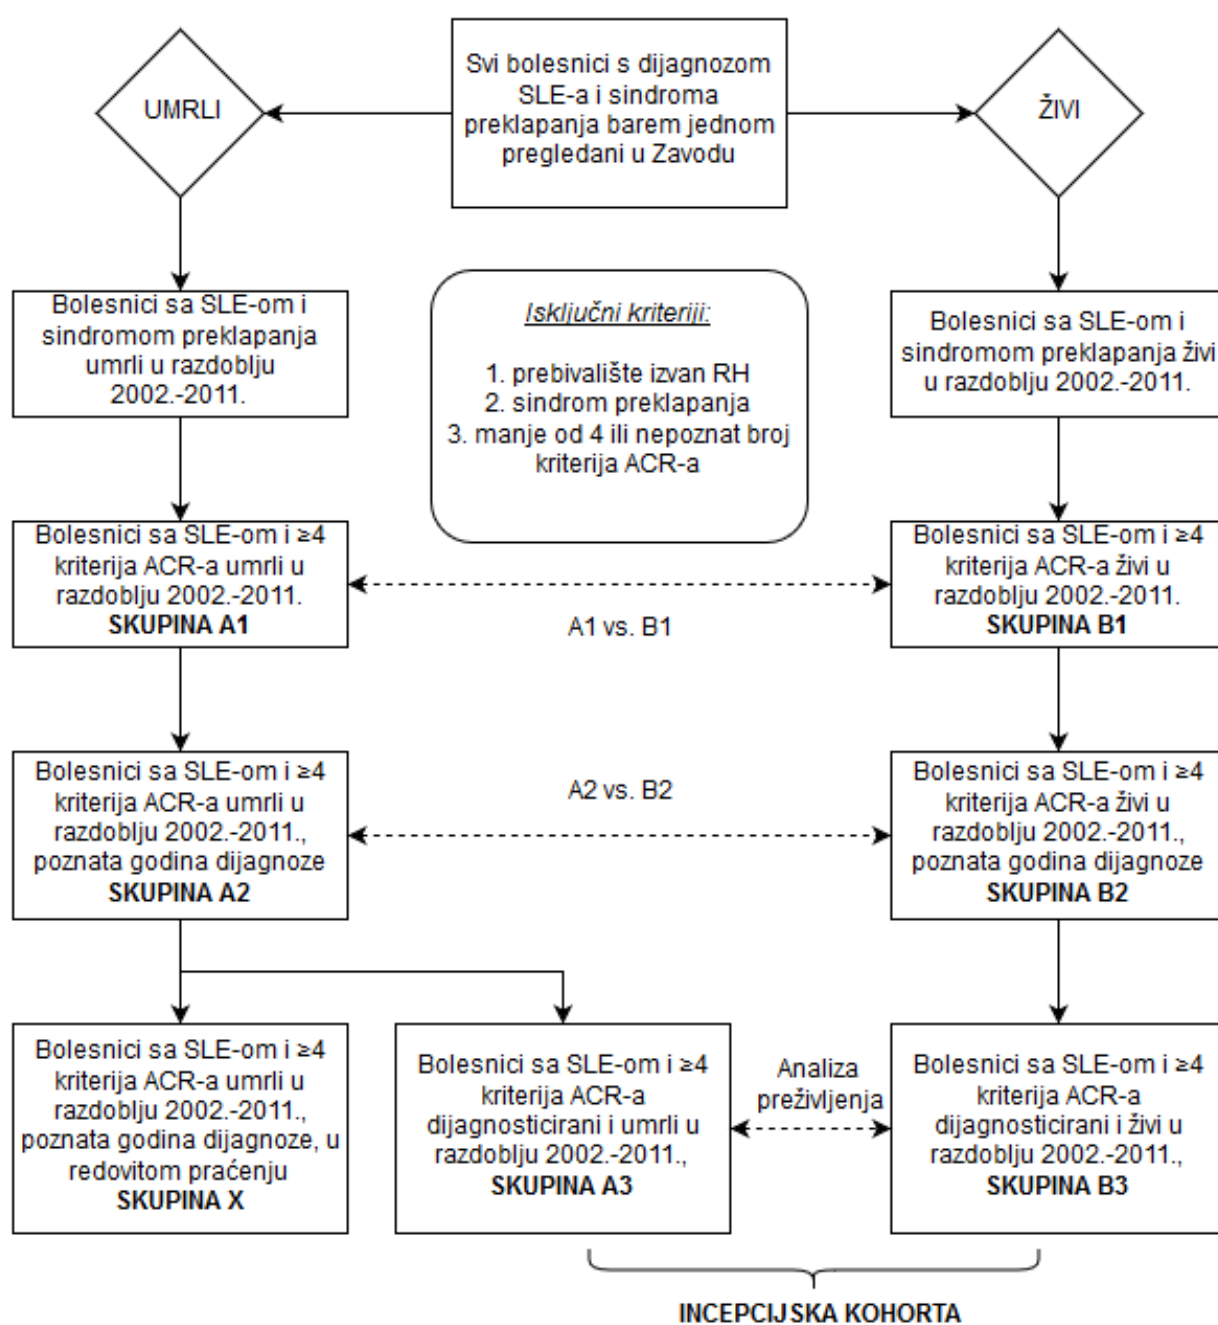 UMRLI
Svi bolesnici s dijagnozom
SLE-a i sindroma
preklapanja barem jednom
pregledani u Zavodu
ŽIVI
Bolesnici sa SLE-om i
sindromom preklapanja
umrli u razdoblju
2002.-2011.
Isključni kriteriji:
1. prebivalište izvan RH
2. sindrom preklapanja
3. manje od 4 ili nepoznat broj
kriterija ACR-a
Bolesnici sa SLE-om i
sindromom preklapanja živi
u razdoblju 2002.-2011.
Bolesnici sa SLE-om i ≥4
kriterija ACR-a umrli u
razdoblju 2002.-2011.
SKUPINA A1
A1 vs. B1
Bolesnici sa SLE-om i ≥4
kriterija ACR-a živi u
razdoblju 2002.-2011.
SKUPINA B1
Bolesnici sa SLE-om i ≥4
kriterija ACR-a umrli u
razdoblju 2002.-2011.,
poznata godina dijagnoze
SKUPINA A2
A2 vs. B2
Bolesnici sa SLE-om i ≥4
kriterija ACR-a živi u
razdoblju 2002.-2011.,
poznata godina dijagnoze
SKUPINA B2
Bolesnici sa SLE-om i ≥4
kriterija ACR-a umrli u
razdoblju 2002.-2011.,
poznata godina dijagnoze, u
redovitom praćenju
SKUPINA X
Bolesnici sa SLE-om i ≥4
kriterija ACR-a
dijagnosticirani i umrli u
razdoblju 2002.-2011.,
SKUPINA A3
Analiza
preživljenja
Bolesnici sa SLE-om i ≥4
kriterija ACR-a
dijagnosticirani i živi u
razdoblju 2002.-2011.,
SKUPINA B3
INCEPCIJSKA KOHORTA